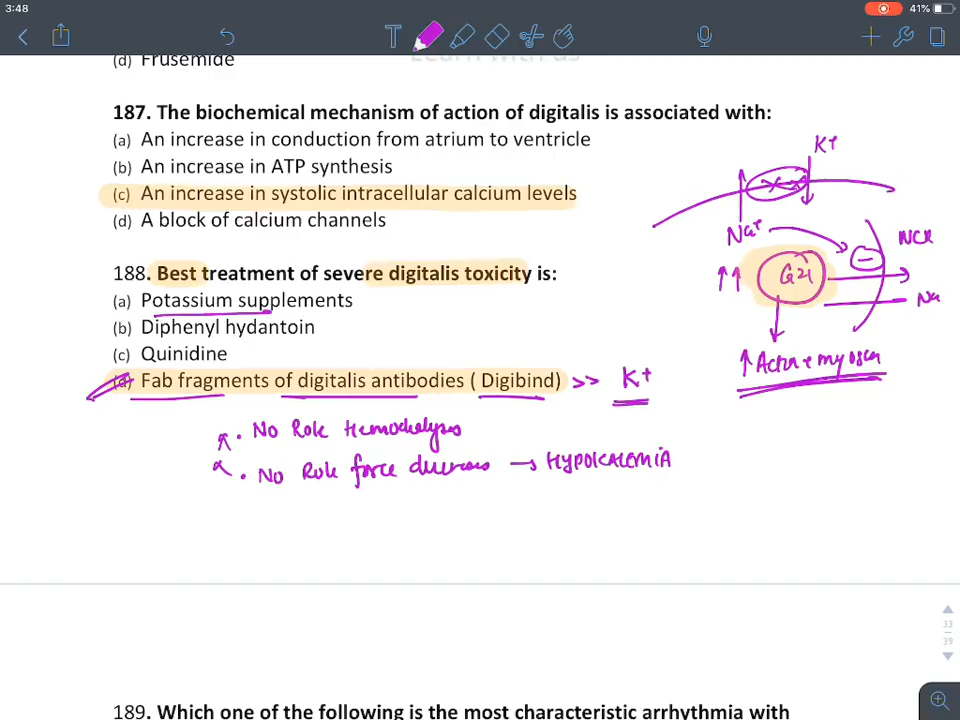 3:48
41%
T
(d) Frusemide
187. The biochemical mechanism of action of digitalis is associated with:
(a) An increase in conduction from atrium to ventricle
(b) An increase in ATP synthesis
(c) An increase in systolic intracellular calcium levels
(d) A block of calcium channels
K+
Na+
NCX
Na
188. Best treatment of severe digitalis toxicity is:
(a) Potassium supplements
(b) Diphenyl hydantoin
(c) Quinidine
(d) Fab fragments of digitalis antibodies ( Digibind) >> K+
↑ Actin + myosin
• No Role Hemodialysis
• No Role force diuresis → HYPOKALEMIA
33
39
189. Which one of the following is the most characteristic arrhythmia with